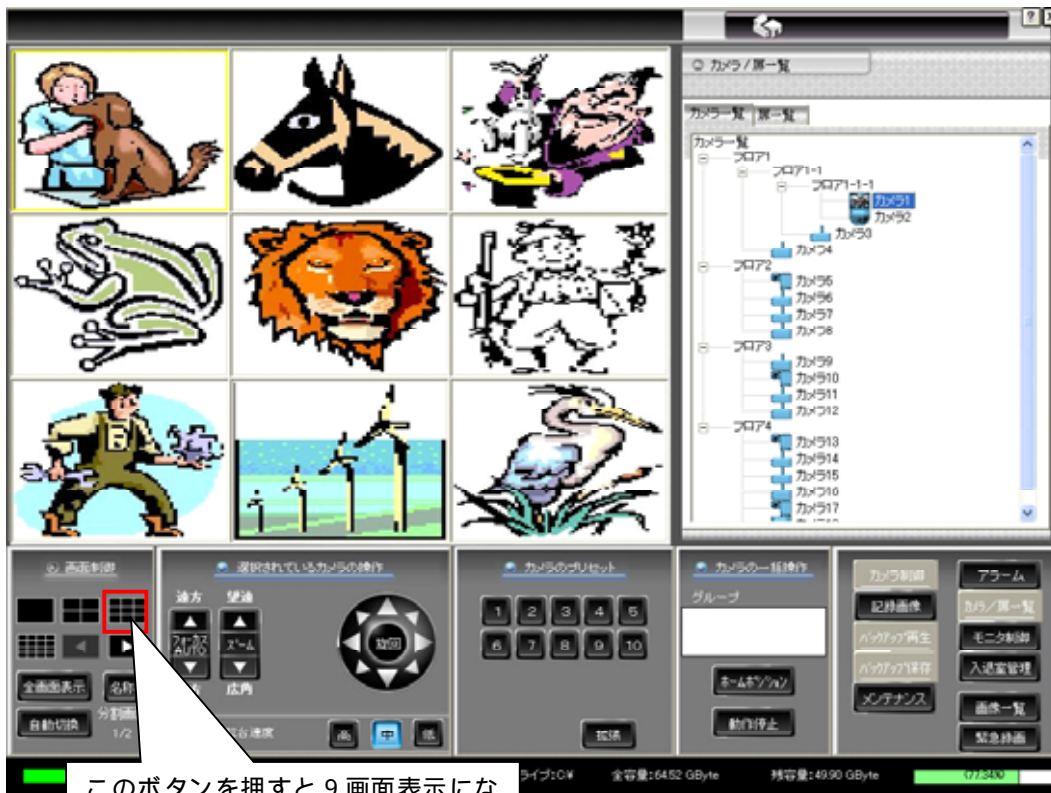 ?
カメラ/扉一覧
カメラ一覧 扉一覧
カメラ一覧
フロア1
フロア1-1
フロア1-1-1
カメラ1
カメラ2
カメラ3
カメラ4
フロア2
カメラ5
カメラ6
カメラ7
カメラ8
フロア3
カメラ9
カメラ10
カメラ11
カメラ12
フロア4
カメラ13
カメラ14
カメラ15
カメラ16
カメラ17
画面制御
全画面表示 名称
自動切換 分割画
1/2
選択されているカメラの操作
遠方 望遠
フォーカス AUTO ズーム
方 広角
旋回
台速度 高 中 低
カメラのプリセット
1 2 3 4 5
6 7 8 9 10
拡張
カメラの一括操作
グループ
ホームポジション
動作停止
カメラ制御 アラーム
記録画像 カメラ/扉一覧
バックアップ再生 モニタ制御
バックアップ保存 入退室管理
メンテナンス 画像一覧
緊急録画
ライブ:C¥ 全容量:64.52 GByte 残容量:49.90 GByte (77.34%)
このボタンを押すと9画面表示にな